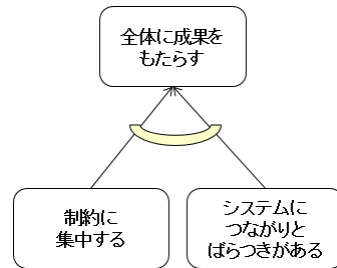 全体に成果を
もたらす
制約に
集中する
システムに
つながりと
ばらつきがある